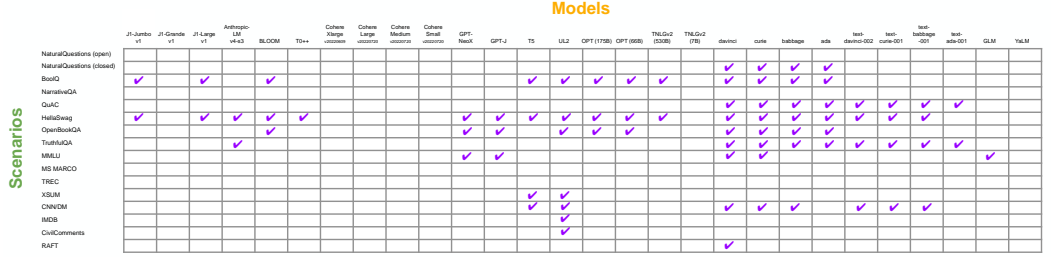 Models
J1-Jumbo v1
J1-Grande v1
J1-Large v1
Anthropic-LM v4-s3
BLOOM
T0++
Cohere Xlarge v20220609
Cohere Large v20220720
Cohere Medium v20220720
Cohere Small v20220720
GPT-NeoX
GPT-J
T5
UL2
OPT (175B)
OPT (66B)
TNLGv2 (530B)
TNLGv2 (7B)
davinci
curie
babbage
ada
text-davinci-002
text-curie-001
text-babbage-001
text-ada-001
GLM
YaLM
Scenarios
NaturalQuestions (open)
NaturalQuestions (closed) ✔ ✔ ✔ ✔
BoolQ ✔ ✔ ✔ ✔ ✔ ✔ ✔ ✔ ✔ ✔ ✔ ✔
NarrativeQA
QuAC ✔ ✔ ✔ ✔ ✔ ✔ ✔ ✔
HellaSwag ✔ ✔ ✔ ✔ ✔ ✔ ✔ ✔ ✔ ✔ ✔ ✔ ✔ ✔ ✔ ✔ ✔ ✔ ✔
OpenBookQA ✔ ✔ ✔ ✔ ✔ ✔ ✔ ✔ ✔ ✔
TruthfulQA ✔ ✔ ✔ ✔ ✔ ✔ ✔ ✔ ✔
MMLU ✔ ✔ ✔ ✔ ✔
MS MARCO
TREC
XSUM ✔ ✔
CNN/DM ✔ ✔ ✔ ✔ ✔ ✔ ✔ ✔
IMDB ✔
CivilComments ✔
RAFT ✔